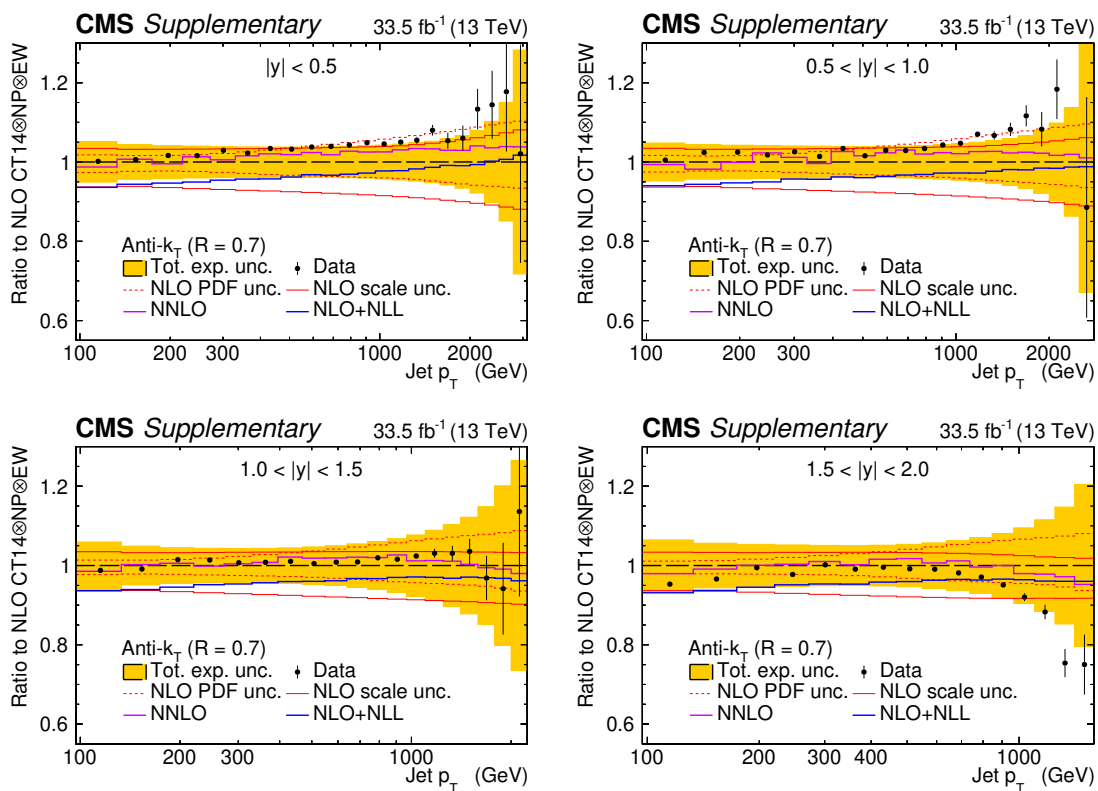 CMS Supplementary 33.5 fb⁻¹ (13 TeV)
|y| < 0.5
Ratio to NLO CT14⊗NP⊗EW
1.2
1
0.8
0.6
Anti-k_T (R = 0.7)
Tot. exp. unc. Data
NLO PDF unc. NLO scale unc.
NNLO NLO+NLL
100 200 300 1000 2000
Jet p_T (GeV)
CMS Supplementary 33.5 fb⁻¹ (13 TeV)
0.5 < |y| < 1.0
Ratio to NLO CT14⊗NP⊗EW
1.2
1
0.8
0.6
Anti-k_T (R = 0.7)
Tot. exp. unc. Data
NLO PDF unc. NLO scale unc.
NNLO NLO+NLL
100 200 300 1000 2000
Jet p_T (GeV)
CMS Supplementary 33.5 fb⁻¹ (13 TeV)
1.0 < |y| < 1.5
Ratio to NLO CT14⊗NP⊗EW
1.2
1
0.8
0.6
Anti-k_T (R = 0.7)
Tot. exp. unc. Data
NLO PDF unc. NLO scale unc.
NNLO NLO+NLL
100 200 300 1000
Jet p_T (GeV)
CMS Supplementary 33.5 fb⁻¹ (13 TeV)
1.5 < |y| < 2.0
Ratio to NLO CT14⊗NP⊗EW
1.2
1
0.8
0.6
Anti-k_T (R = 0.7)
Tot. exp. unc. Data
NLO PDF unc. NLO scale unc.
NNLO NLO+NLL
100 200 300 400 1000
Jet p_T (GeV)